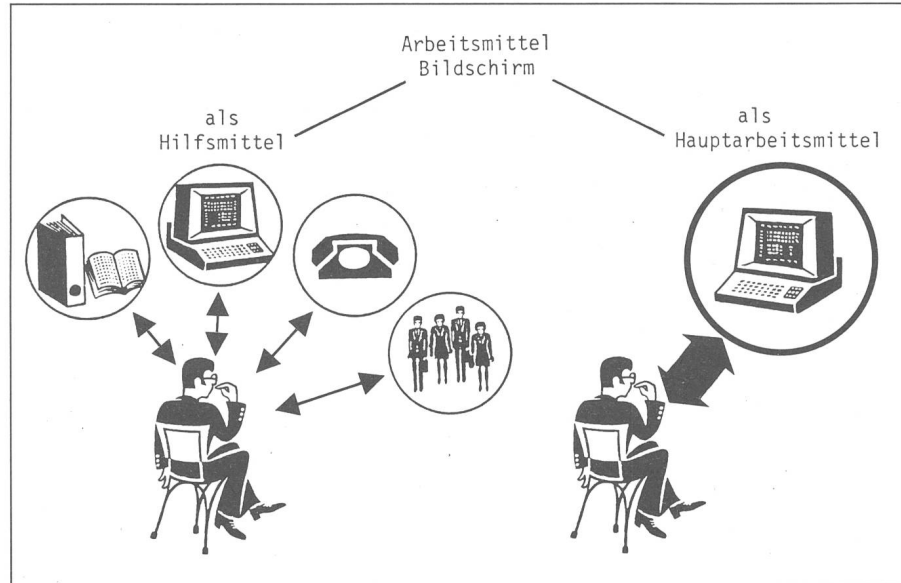 Arbeitsmittel
Bildschirm
als
Hilfsmittel
als
Hauptarbeitsmittel